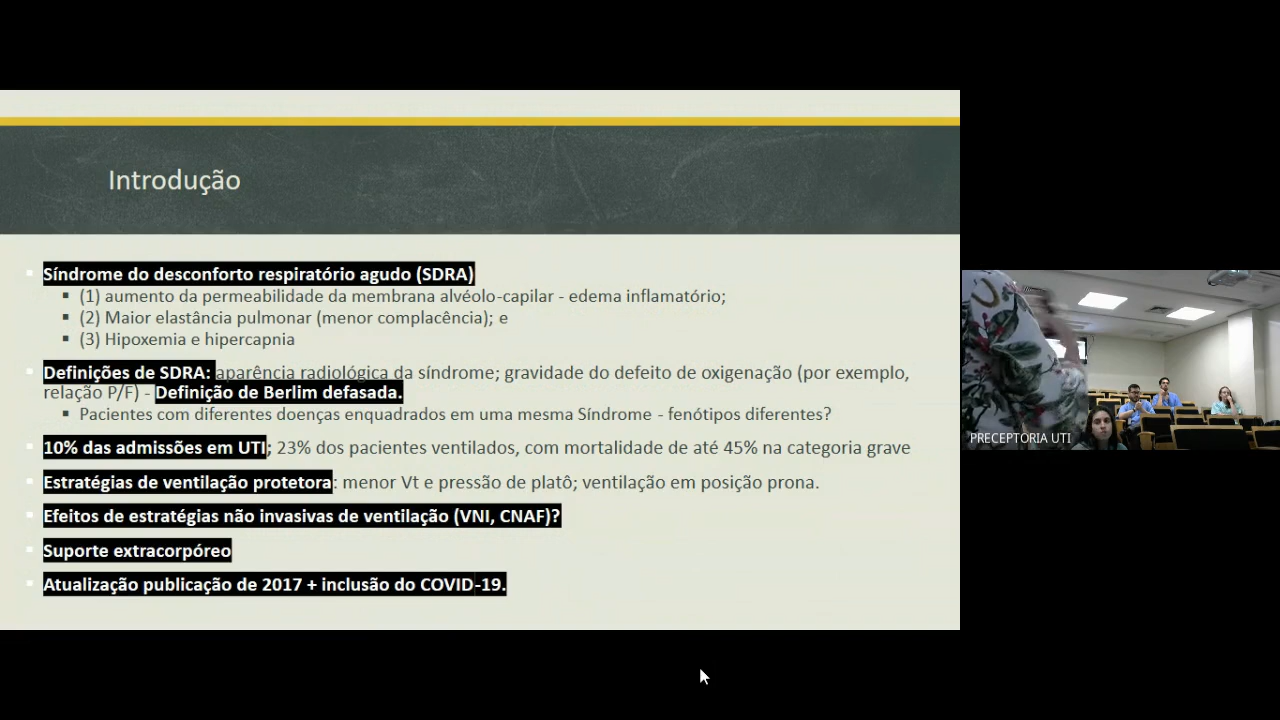 Introdução
Síndrome do desconforto respiratório agudo (SDRA)
(1) aumento da permeabilidade da membrana alvéolo-capilar - edema inflamatório;
(2) Maior elastância pulmonar (menor complacência); e
(3) Hipoxemia e hipercapnia
Definições de SDRA: aparência radiológica da síndrome; gravidade do defeito de oxigenação (por exemplo,
relação P/F) - Definição de Berlim defasada.
Pacientes com diferentes doenças enquadrados em uma mesma Síndrome - fenótipos diferentes?
10% das admissões em UTI; 23% dos pacientes ventilados, com mortalidade de até 45% na categoria grave
Estratégias de ventilação protetora: menor Vt e pressão de platô; ventilação em posição prona.
Efeitos de estratégias não invasivas de ventilação (VNI, CNAF)?
Suporte extracorpóreo
Atualização publicação de 2017 + inclusão do COVID-19.
PRECEPTORIA UTI